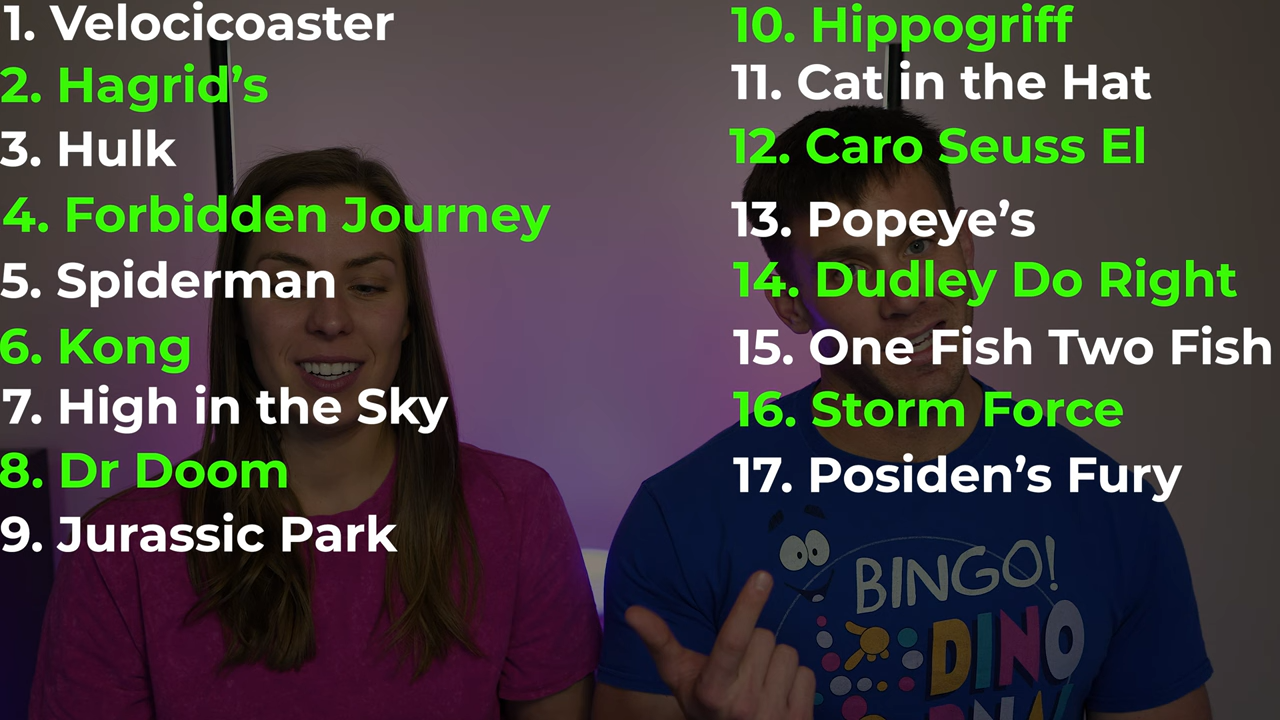 1. Velocicoaster
2. Hagrid's
3. Hulk
4. Forbidden Journey
5. Spiderman
6. Kong
7. High in the Sky
8. Dr Doom
9. Jurassic Park
10. Hippogriff
11. Cat in the Hat
12. Caro Seuss El
13. Popeye's
14. Dudley Do Right
15. One Fish Two Fish
16. Storm Force
17. Posiden's Fury
BINGO!
DINO
DNA